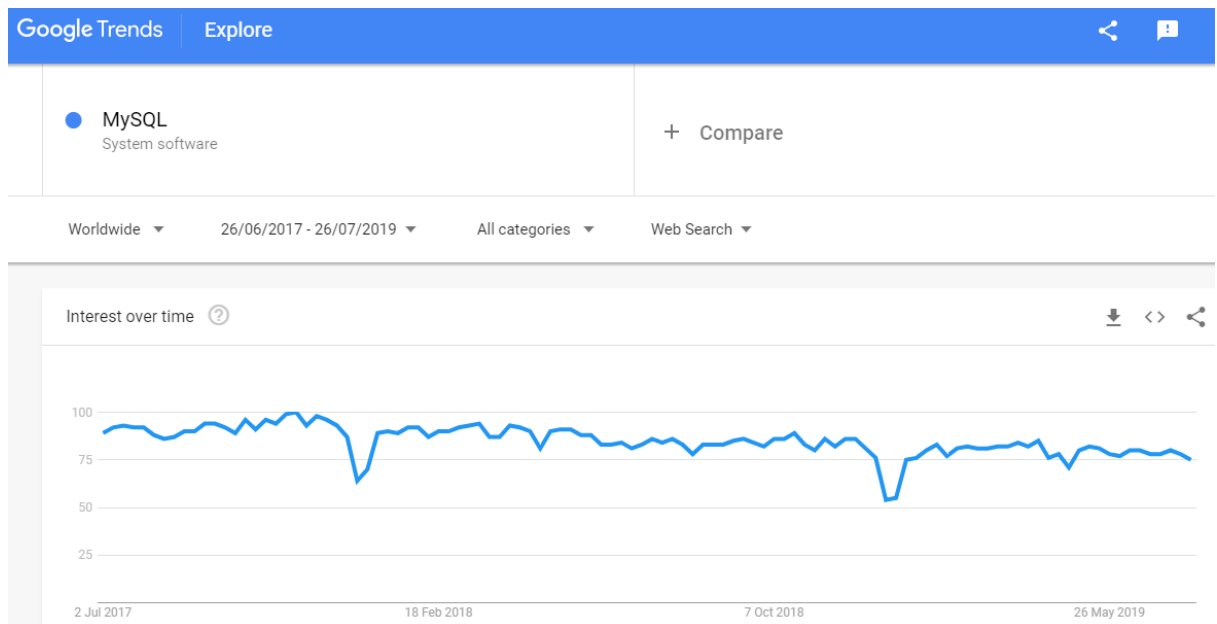 Google Trends Explore
MySQL
System software
+ Compare
Worldwide 26/06/2017 - 26/07/2019 All categories Web Search
Interest over time ?
100
75
50
25
2 Jul 2017 18 Feb 2018 7 Oct 2018 26 May 2019